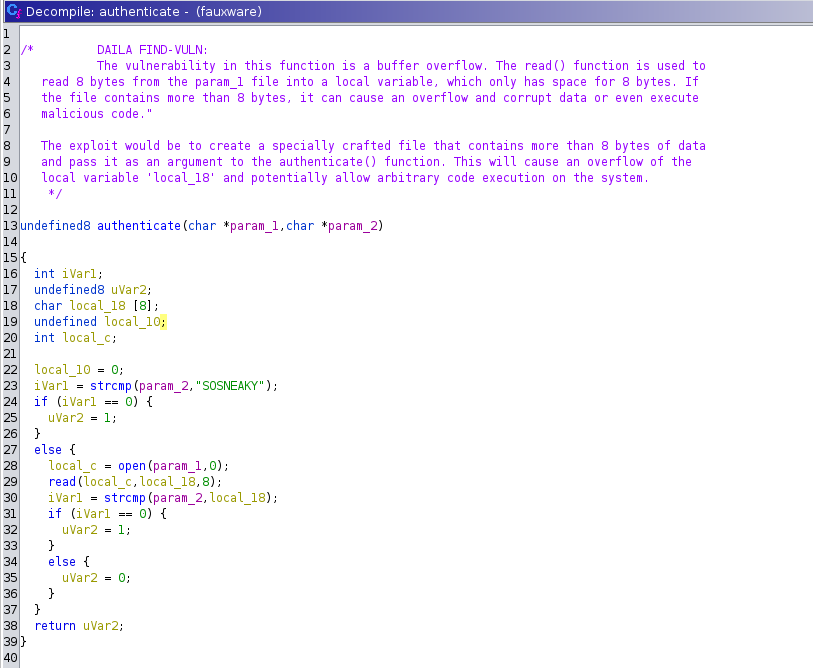 Decompile: authenticate - (fauxware)
1
2 /* DAILA FIND-VULN:
3 The vulnerability in this function is a buffer overflow. The read() function is used to
4 read 8 bytes from the param_1 file into a local variable, which only has space for 8 bytes. If
5 the file contains more than 8 bytes, it can cause an overflow and corrupt data or even execute
6 malicious code."
7
8 The exploit would be to create a specially crafted file that contains more than 8 bytes of data
9 and pass it as an argument to the authenticate() function. This will cause an overflow of the
10 local variable 'local_18' and potentially allow arbitrary code execution on the system.
11 */
12
13 undefined8 authenticate(char *param_1,char *param_2)
14
15 {
16 int iVar1;
17 undefined8 uVar2;
18 char local_18 [8];
19 undefined local_10;
20 int local_c;
21
22 local_10 = 0;
23 iVar1 = strcmp(param_2,"SOSNEAKY");
24 if (iVar1 == 0) {
25 uVar2 = 1;
26 }
27 else {
28 local_c = open(param_1,0);
29 read(local_c,local_18,8);
30 iVar1 = strcmp(param_2,local_18);
31 if (iVar1 == 0) {
32 uVar2 = 1;
33 }
34 else {
35 uVar2 = 0;
36 }
37 }
38 return uVar2;
39 }
40